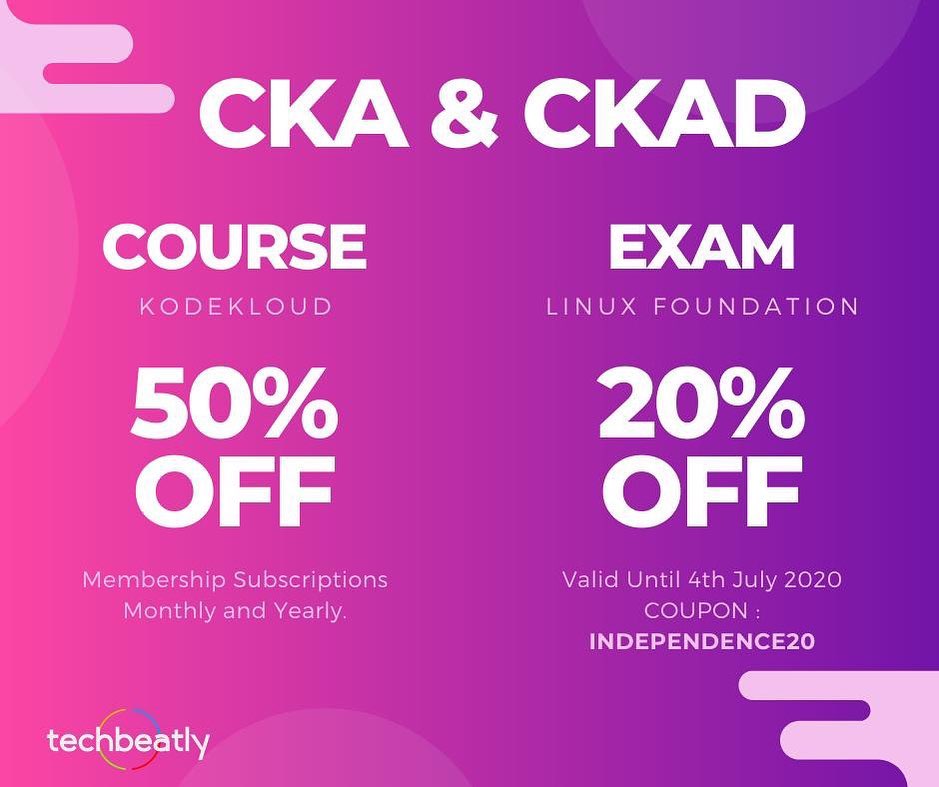 CKA & CKAD
COURSE
KODEKLOUD
50%
OFF
Membership Subscriptions
Monthly and Yearly.
EXAM
LINUX FOUNDATION
20%
OFF
Valid Until 4th July 2020
COUPON :
INDEPENDENCE20
techbeatly